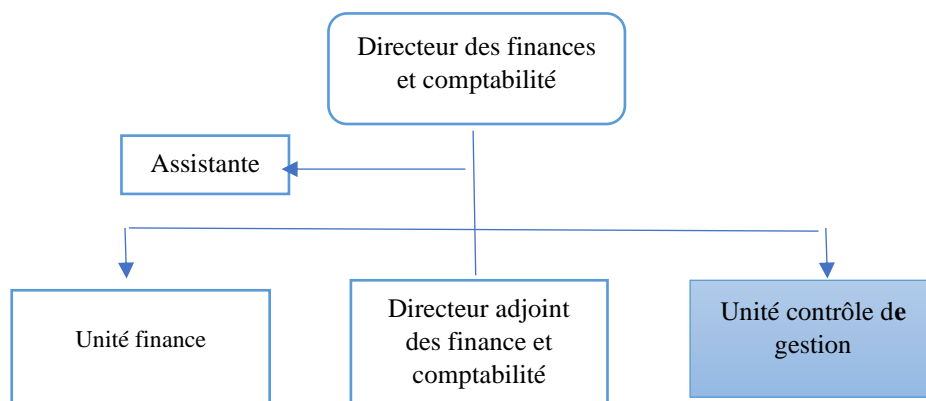 Directeur des finances
et comptabilité
Assistante
Unité finance
Directeur adjoint
des finance et
comptabilité
Unité contrôle de
gestion